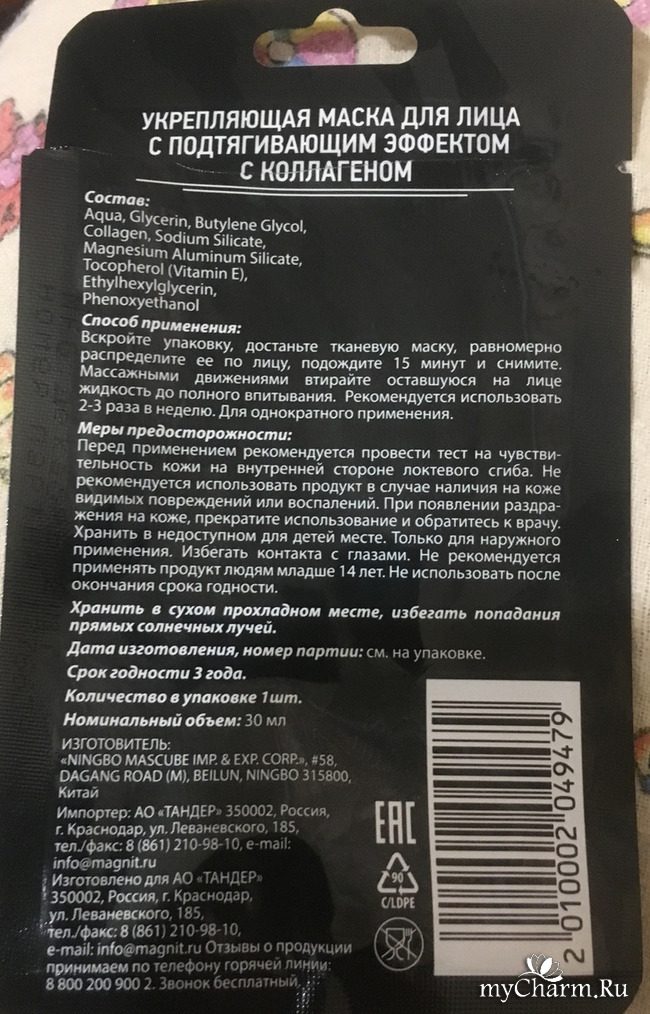 УКРЕПЛЯЮЩАЯ МАСКА ДЛЯ ЛИЦА
С ПОДТЯГИВАЮЩИМ ЭФФЕКТОМ
С КОЛЛАГЕНОМ
Состав:
Aqua, Glycerin, Butylene Glycol,
Collagen, Sodium Silicate,
Magnesium Aluminum Silicate,
Tocopherol (Vitamin E),
Ethylhexylglycerin,
Phenoxyethanol
Способ применения:
Вскройте упаковку, достаньте тканевую маску, равномерно
распределите ее по лицу, подождите 15 минут и снимите.
Массажными движениями втирайте оставшуюся на лице
жидкость до полного впитывания. Рекомендуется использовать
2-3 раза в неделю. Для однократного применения.
Меры предосторожности:
Перед применением рекомендуется провести тест на чувстви-
тельность кожи на внутренней стороне локтевого сгиба. Не
рекомендуется использовать продукт в случае наличия на коже
видимых повреждений или воспалений. При появлении раздра-
жения на коже, прекратите использование и обратитесь к врачу.
Хранить в недоступном для детей месте. Только для наружного
применения. Избегать контакта с глазами. Не рекомендуется
применять продукт людям младше 14 лет. Не использовать после
окончания срока годности.
Хранить в сухом прохладном месте, избегать попадания
прямых солнечных лучей.
Дата изготовления, номер партии: см. на упаковке.
Срок годности 3 года.
Количество в упаковке 1шт.
Номинальный объем: 30 мл
ИЗГОТОВИТЕЛЬ:
«NINGBO MASCUBE IMP. & EXP. CORP.», #58,
DAGANG ROAD (M), BEILUN, NINGBO 315800,
Китай
Импортер: АО «ТАНДЕР» 350002, Россия,
г. Краснодар, ул. Леваневского, 185,
тел./факс: 8 (861) 210-98-10, e-mail:
info@magnit.ru
Изготовлено для АО «ТАНДЕР»
350002, Россия, г. Краснодар,
ул. Леваневского, 185,
тел./факс: 8 (861) 210-98-10,
e-mail: info@magnit.ru Отзывы о продукции
принимаем по телефону горячей линии:
8 800 200 900 2. Звонок бесплатный.
EAC
90
C/LDPE
2 010002 049479
myCharm.Ru